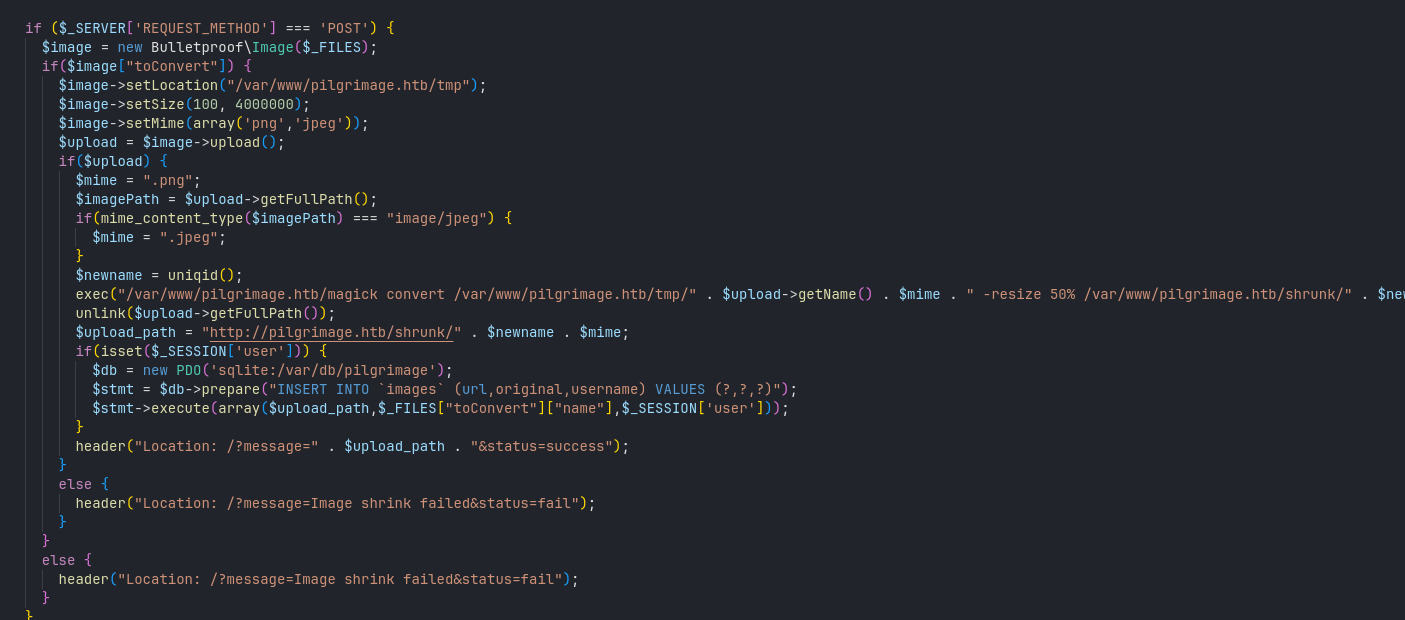 if ($_SERVER['REQUEST_METHOD'] === 'POST') {
  $image = new Bulletproof\Image($_FILES);
  if($image["toConvert"]) {
    $image->setLocation("/var/www/pilgrimage.htb/tmp");
    $image->setSize(100, 4000000);
    $image->setMime(array('png','jpeg'));
    $upload = $image->upload();
    if($upload) {
      $mime = ".png";
      $imagePath = $upload->getFullPath();
      if(mime_content_type($imagePath) === "image/jpeg") {
        $mime = ".jpeg";
      }
      $newname = uniqid();
      exec("/var/www/pilgrimage.htb/magick convert /var/www/pilgrimage.htb/tmp/" . $upload->getName() . $mime . " -resize 50% /var/www/pilgrimage.htb/shrunk/" . $new
      unlink($upload->getFullPath());
      $upload_path = "http://pilgrimage.htb/shrunk/" . $newname . $mime;
      if(isset($_SESSION['user'])) {
        $db = new PDO('sqlite:/var/db/pilgrimage');
        $stmt = $db->prepare("INSERT INTO `images` (url,original,username) VALUES (?,?,?)");
        $stmt->execute(array($upload_path,$_FILES["toConvert"]["name"],$_SESSION['user']));
      }
      header("Location: /?message=" . $upload_path . "&status=success");
    }
    else {
      header("Location: /?message=Image shrink failed&status=fail");
    }
  }
  else {
    header("Location: /?message=Image shrink failed&status=fail");
  }
}